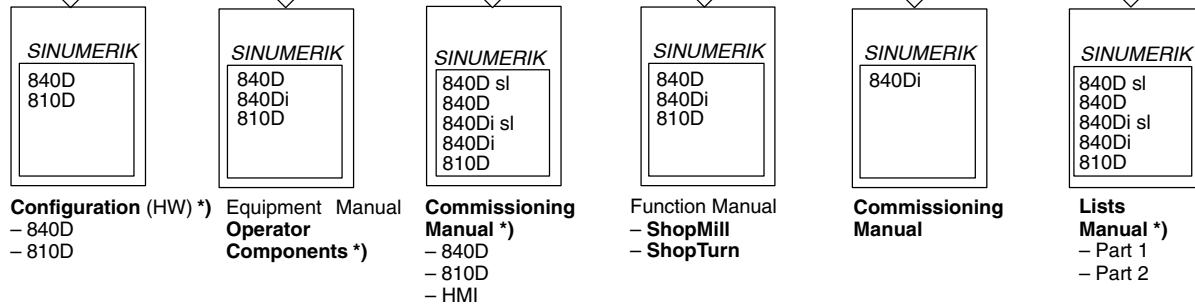 SINUMERIK
840D
810D
Configuration (HW) *)
– 840D
– 810D
SINUMERIK
840D
840Di
810D
Equipment Manual
Operator
Components *)
SINUMERIK
840D sl
840D
840Di sl
840Di
810D
Commissioning
Manual *)
– 840D
– 810D
– HMI
SINUMERIK
840D
840Di
810D
Function Manual
– ShopMill
– ShopTurn
SINUMERIK
840Di
Commissioning
Manual
SINUMERIK
840D sl
840D
840Di sl
840Di
810D
Lists
Manual *)
– Part 1
– Part 2